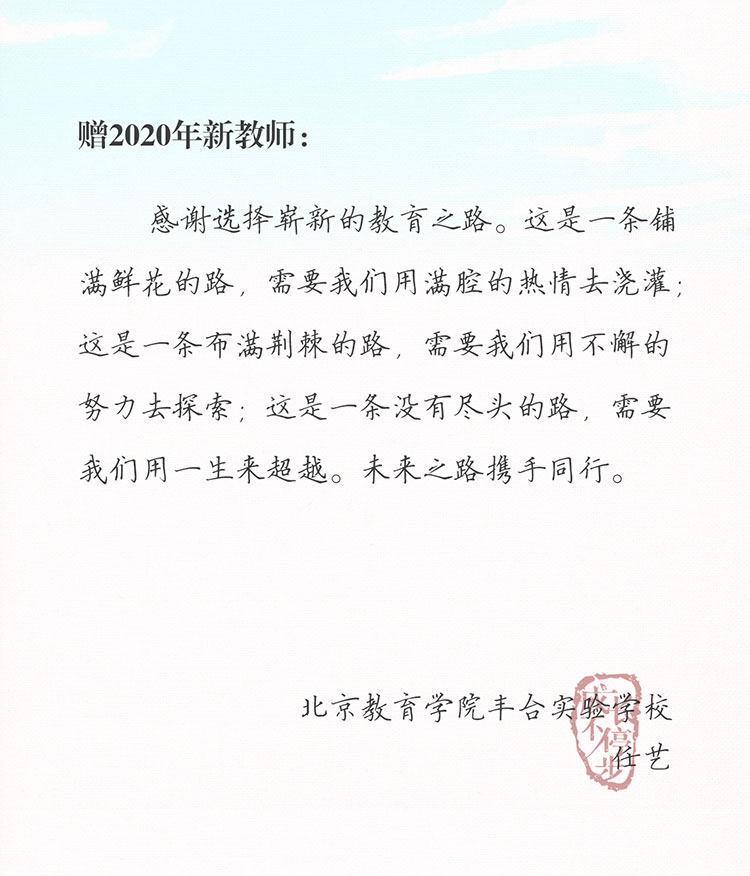 赠2020年新教师：
感谢选择崭新的教育之路。这是一条铺
满鲜花的路，需要我们用满腔的热情去浇灌；
这是一条布满荆棘的路，需要我们用不懈的
努力去探索；这是一条没有尽头的路，需要
我们用一生来超越。未来之路携手同行。
北京教育学院丰台实验学校
任艺
成长
不停
步